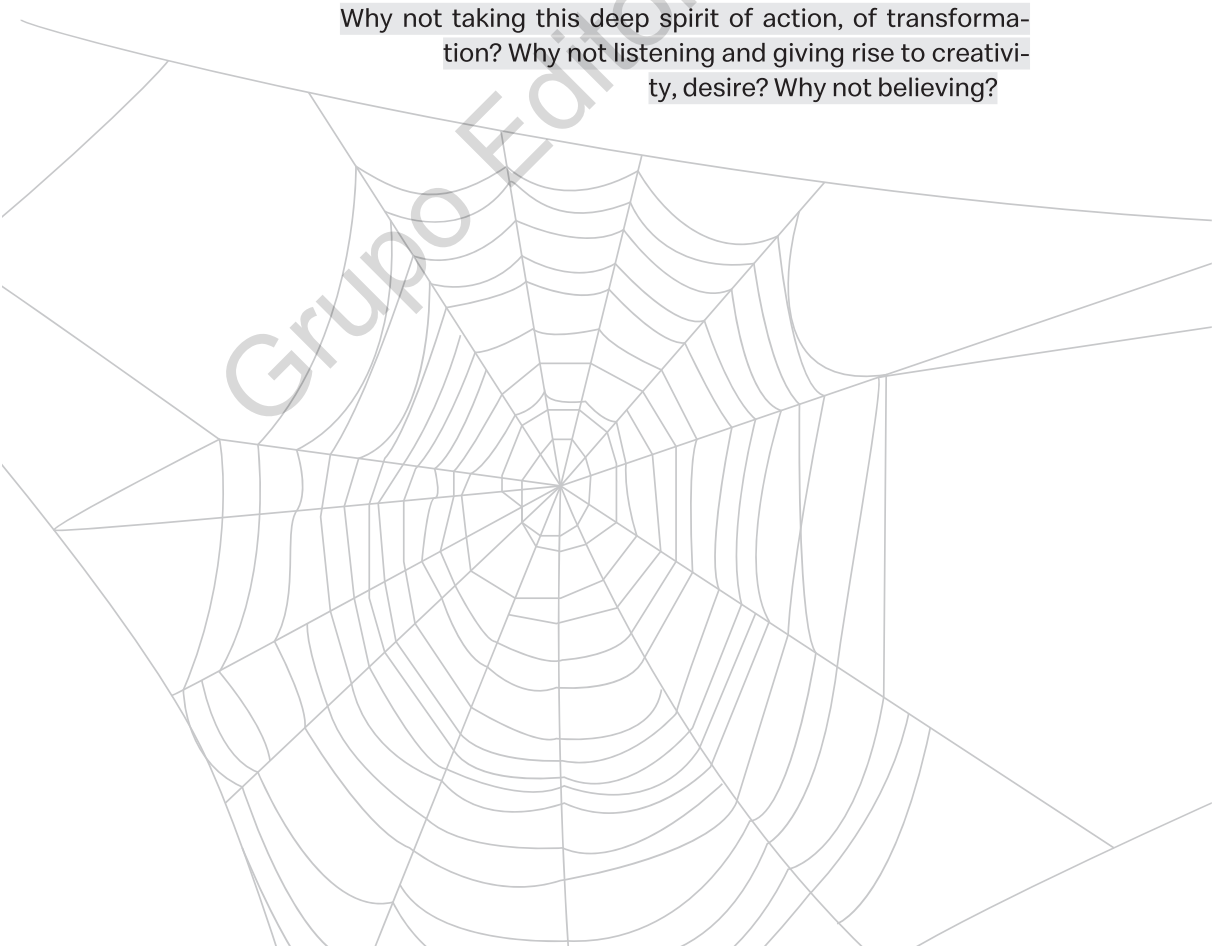 Why not taking this deep spirit of action, of transforma-
tion? Why not listening and giving rise to creativi-
ty, desire? Why not believing?
Grupo Editor